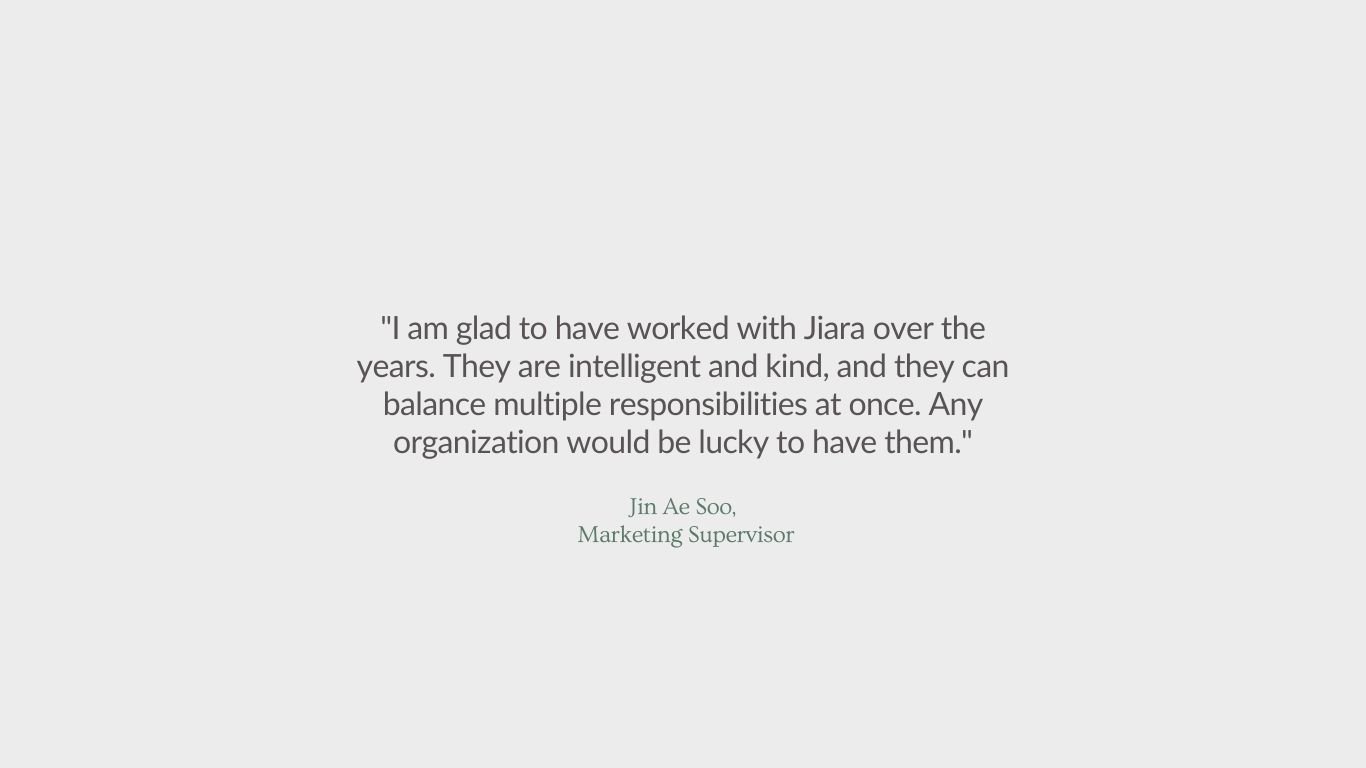 "I am glad to have worked with Jiara over the
years. They are intelligent and kind, and they can
balance multiple responsibilities at once. Any
organization would be lucky to have them."
Jin Ae Soo,
Marketing Supervisor